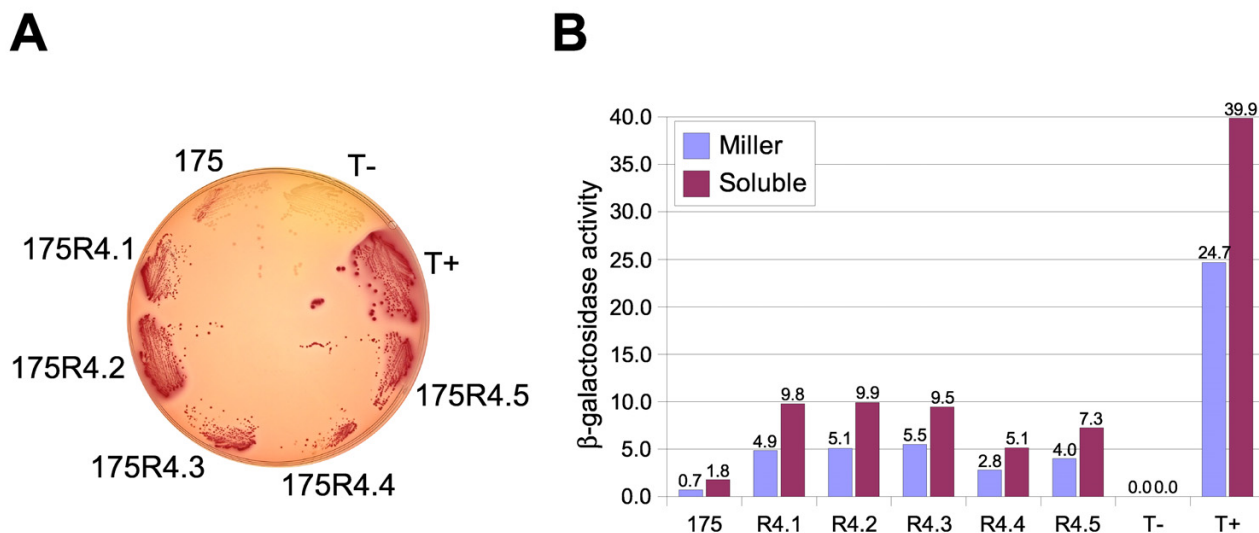 A
175
T-
175R4.1
T+
175R4.2
175R4.5
175R4.3
175R4.4
B
β-galactosidase activity
40.0
35.0
30.0
25.0
20.0
15.0
10.0
5.0
0.0
Miller
Soluble
0.7 1.8
4.9 9.8
5.1 9.9
5.5 9.5
2.8 5.1
4.0 7.3
0.0 0.0
24.7 39.9
175 R4.1 R4.2 R4.3 R4.4 R4.5 T- T+